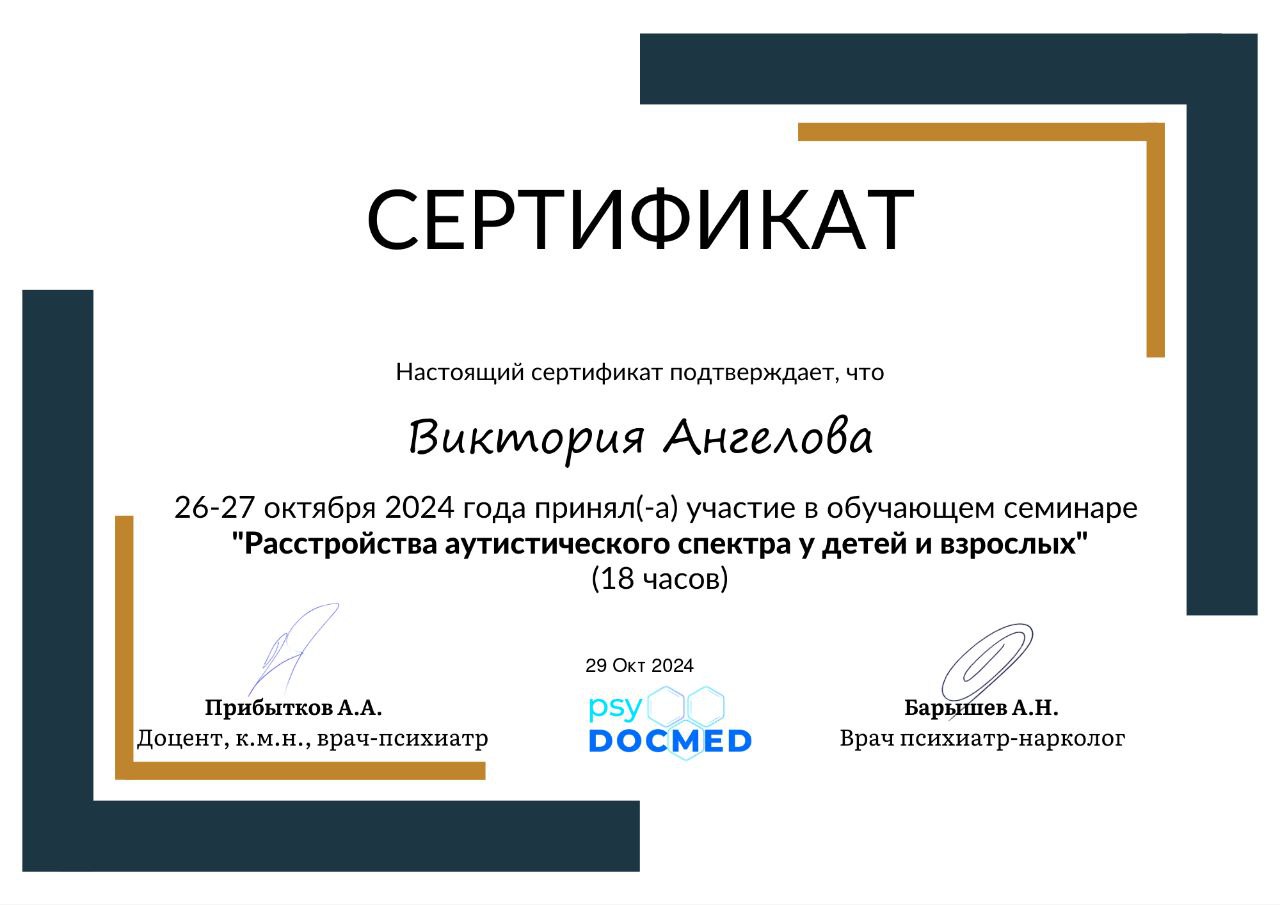 СЕРТИФИКАТ
Настоящий сертификат подтверждает, что
Виктория Ангелова
26-27 октября 2024 года принял(-а) участие в обучающем семинаре
"Расстройства аутистического спектра у детей и взрослых"
(18 часов)
29 Окт 2024
psy
DOCMED
Прибытков А.А.
Доцент, к.м.н., врач-психиатр
Барышев А.Н.
Врач психиатр-нарколог